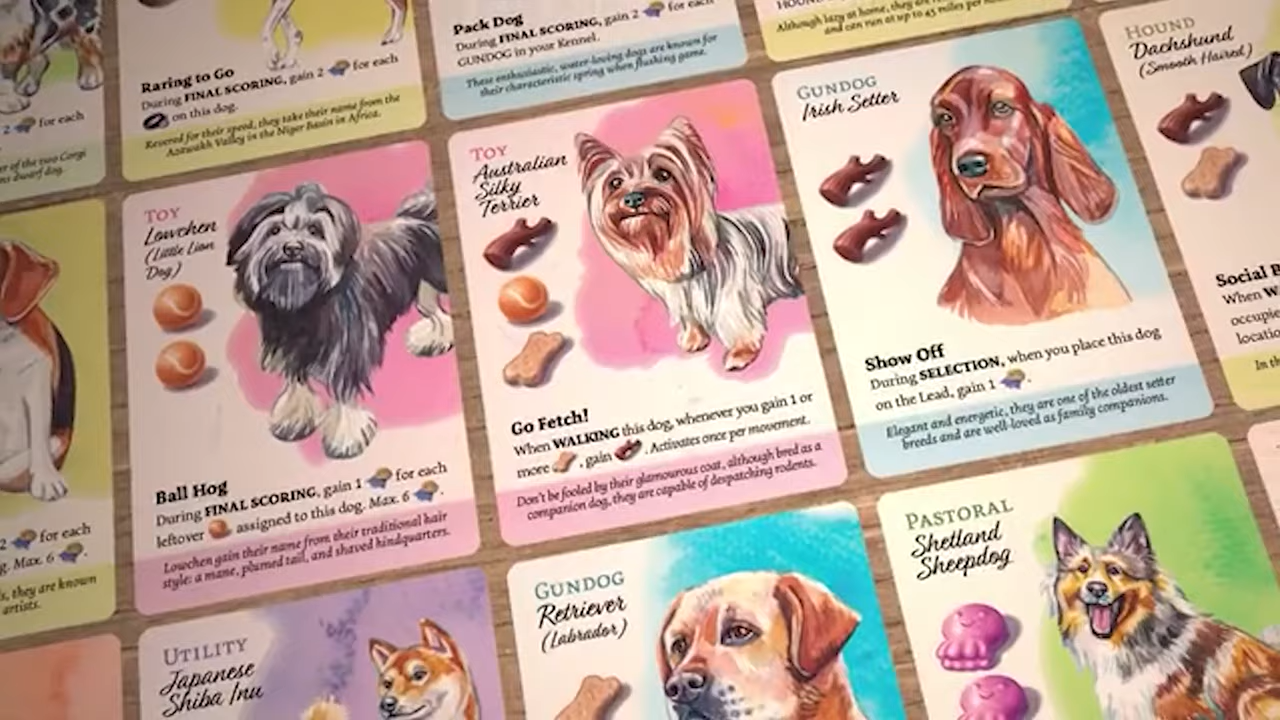 2 for each
er of the two Corgi
ns dwarf dog.
Raring to Go
During FINAL SCORING, gain 2 for each
on this dog.
Revered for their speed, they take their name from the
Azawakh Valley in the Niger Basin in Africa.
Pack Dog
During FINAL SCORING, gain 2 for each
GUNDOG in your Kennel.
These enthusiastic, water-loving dogs are known for
their characteristic spring when flushing game.
Although lazy at home, they are
and can run at up to 45 miles per
HOUND
Dachshund
(Smooth Haired)
Social B
When W
occupie
locatio
In th
TOY
Lowchen
(Little Lion
Dog)
Ball Hog
During FINAL SCORING, gain 1 for each
leftover assigned to this dog. Max. 6 .
Lowchen gain their name from their traditional hair
style: a mane, plumed tail, and shaved hindquarters.
TOY
Australian
Silky
Terrier
Go Fetch!
When WALKING this dog, whenever you gain 1 or
more , gain . Activates once per movement.
Don't be fooled by their glamourous coat, although bred as a
companion dog, they are capable of despatching rodents.
GUNDOG
Irish Setter
Show Off
During SELECTION, when you place this dog
on the Lead, gain 1 .
Elegant and energetic, they are one of the oldest setter
breeds and are well-loved as family companions.
2 for each
g. Max. 6 .
ds, they are known
artists.
UTILITY
Japanese
Shiba Inu
GUNDOG
Retriever
(Labrador)
PASTORAL
Shetland
Sheepdog